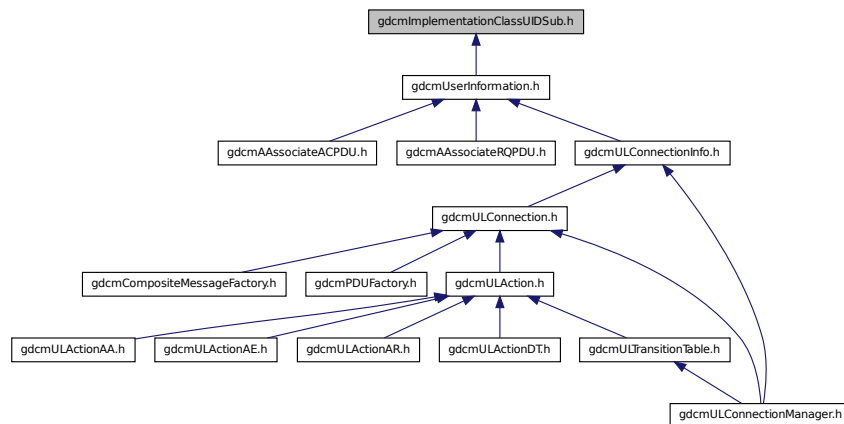 gdcmImplementationClassUIDSub.h
gdcmUserInformation.h
gdcmAAssociateACPDU.h
gdcmAAssociateRQPDU.h
gdcmULConnectionInfo.h
gdcmULConnection.h
gdcmCompositeMessageFactory.h
gdcmPDUFactory.h
gdcmULAction.h
gdcmULActionAA.h
gdcmULActionAE.h
gdcmULActionAR.h
gdcmULActionDT.h
gdcmULTransitionTable.h
gdcmULConnectionManager.h